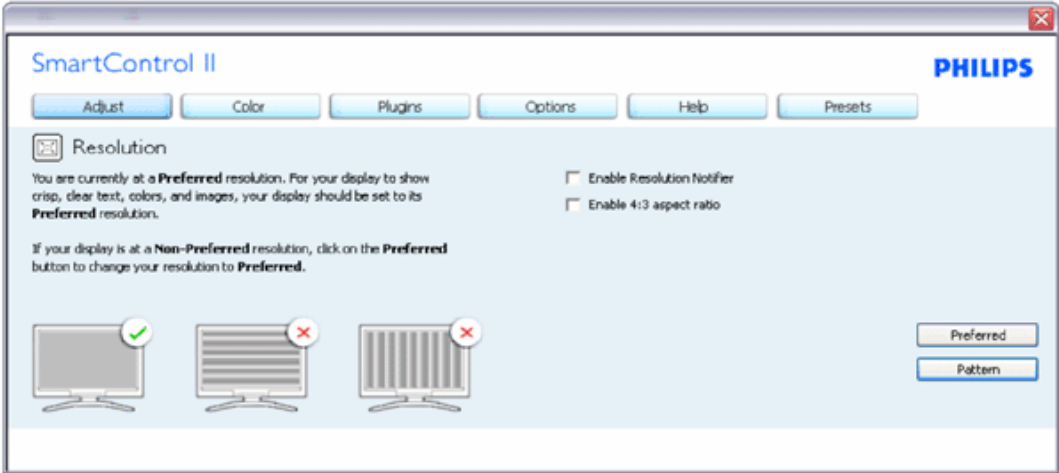 SmartControl II
PHILIPS
Adjust
Color
Plugins
Options
Help
Presets
Resolution
You are currently at a Preferred resolution. For your display to show
crisp, clear text, colors, and images, your display should be set to its
Preferred resolution.
If your display is at a Non-Preferred resolution, click on the Preferred
button to change your resolution to Preferred.
Enable Resolution Notifier
Enable 4:3 aspect ratio
Preferred
Pattern